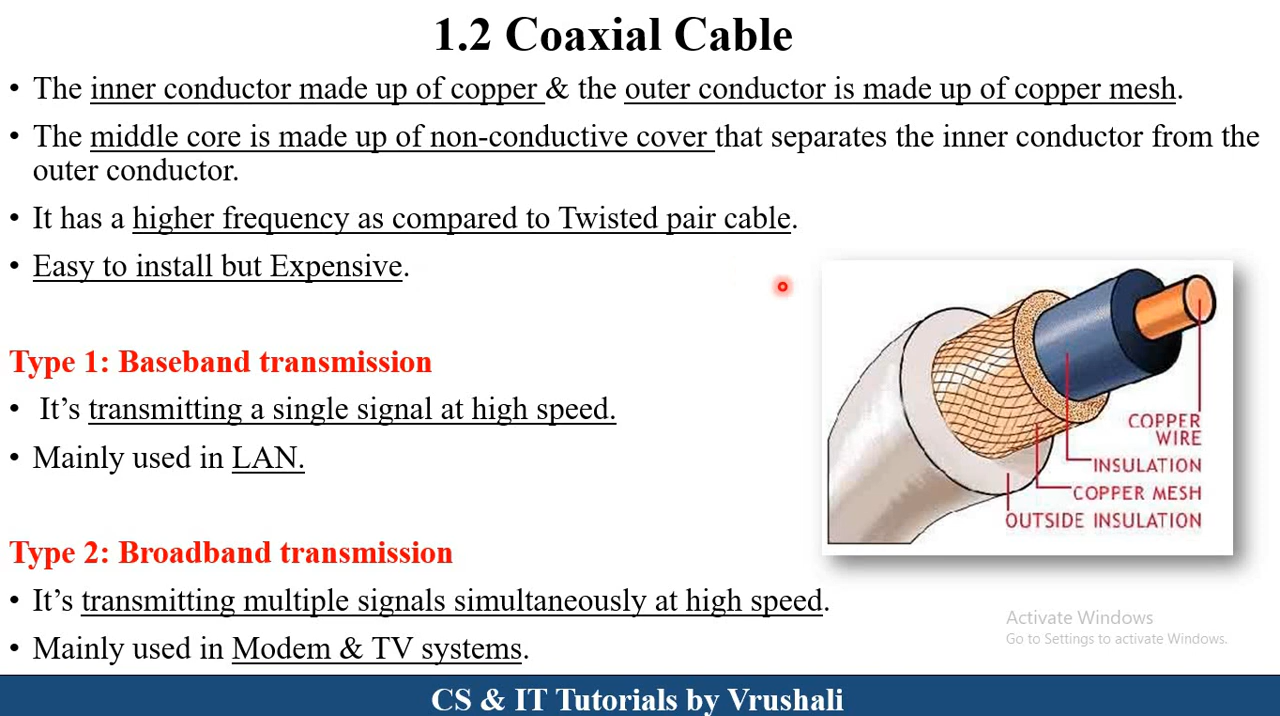 1.2 Coaxial Cable
• The inner conductor made up of copper & the outer conductor is made up of copper mesh.
• The middle core is made up of non-conductive cover that separates the inner conductor from the
outer conductor.
• It has a higher frequency as compared to Twisted pair cable.
• Easy to install but Expensive.
Type 1: Baseband transmission
• It’s transmitting a single signal at high speed.
• Mainly used in LAN.
Type 2: Broadband transmission
• It’s transmitting multiple signals simultaneously at high speed.
• Mainly used in Modem & TV systems.
COPPER
WIRE
INSULATION
COPPER MESH
OUTSIDE INSULATION
Activate Windows
Go to Settings to activate Windows.
CS & IT Tutorials by Vrushali